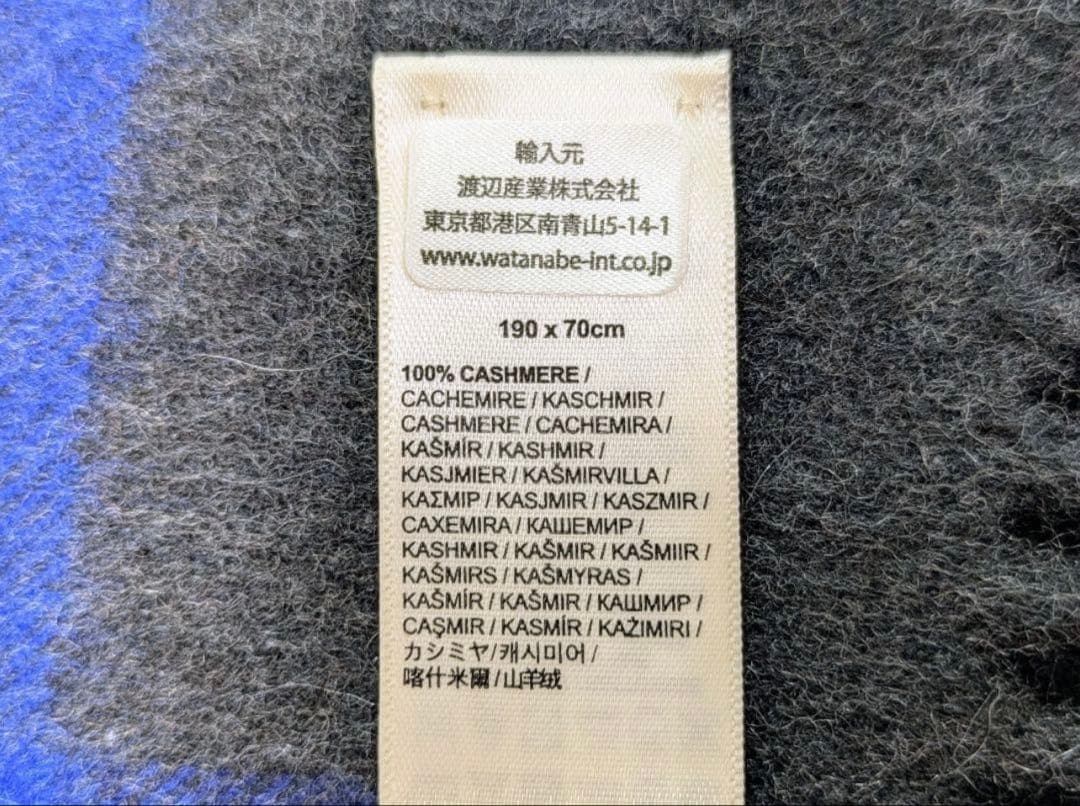 輸入元
渡辺産業株式会社
東京都港区南青山5-14-1
www.watanabe-int.co.jp
190 x 70cm
100% CASHMERE /
CACHEMIRE / KASCHMIR /
CASHMERE / CACHEMIRA /
KAŠMÍR / KASHMIR /
KASJMIER / KAŠMIRVILLA /
ΚΑΣΜΙΡ / KASJMIR / KASZMIR /
CAXEMIRA / КАШЕМИР /
KASHMIR / KAŠMIR / KAŠMIIR /
KAŠMIRS / KAŠMYRAS /
KAŠMÍR / KAŠMIR / КАШМИР /
CAŞMIR / KASMÍR / KAŻIMIRI /
カシミヤ/캐시미어 /
喀什米爾 / 山羊绒